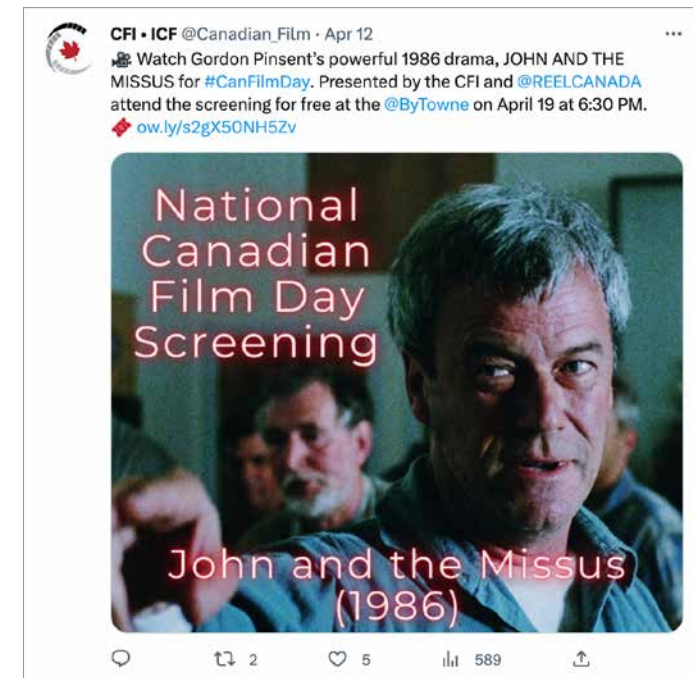 CFI • ICF @Canadian_Film · Apr 12
🎥 Watch Gordon Pinsent's powerful 1986 drama, JOHN AND THE
MISSUS for #CanFilmDay. Presented by the CFI and @REELCANADA
attend the screening for free at the @ByTowne on April 19 at 6:30 PM.
🎟 ow.ly/s2gX50NH5Zv
National
Canadian
Film Day
Screening
John and the Missus
(1986)
2 5 589